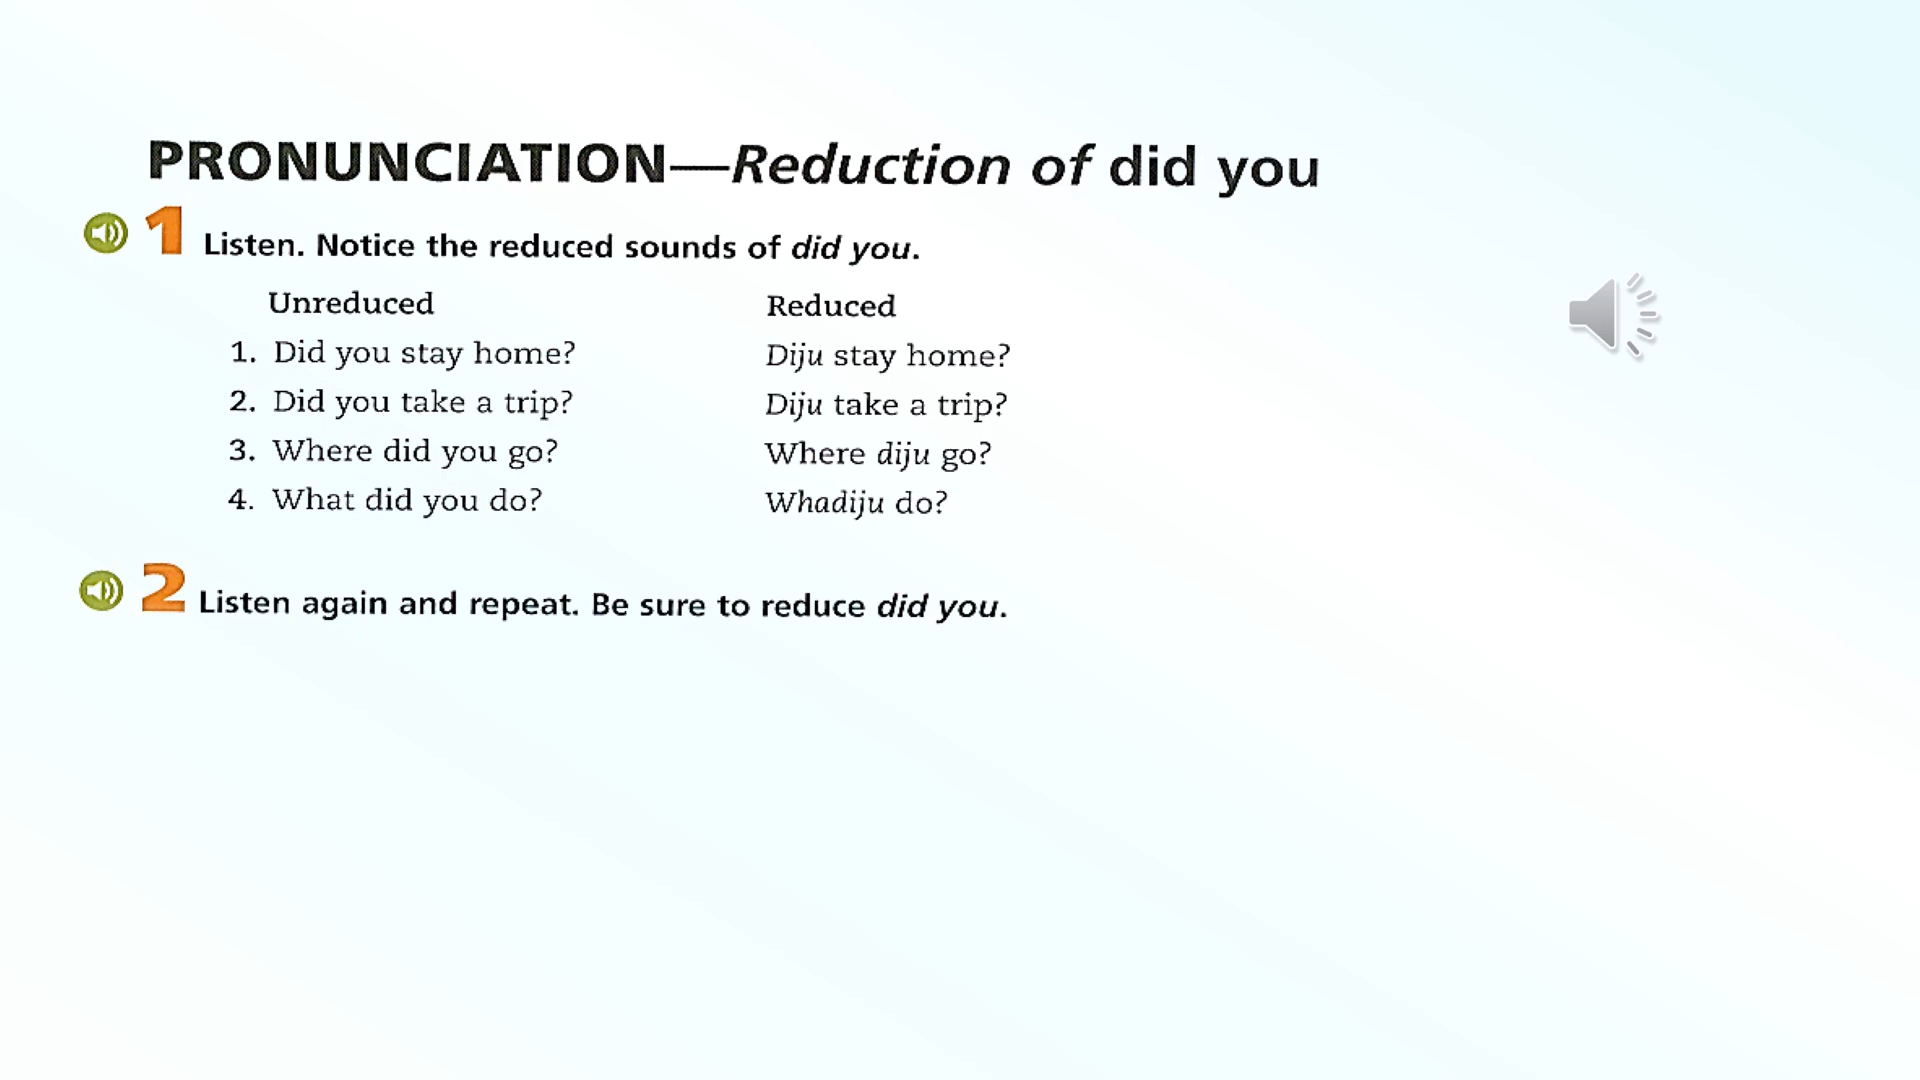 PRONUNCIATION—Reduction of did you
1 Listen. Notice the reduced sounds of did you.
Unreduced Reduced
1. Did you stay home? Diju stay home?
2. Did you take a trip? Diju take a trip?
3. Where did you go? Where diju go?
4. What did you do? Whadiju do?
2 Listen again and repeat. Be sure to reduce did you.